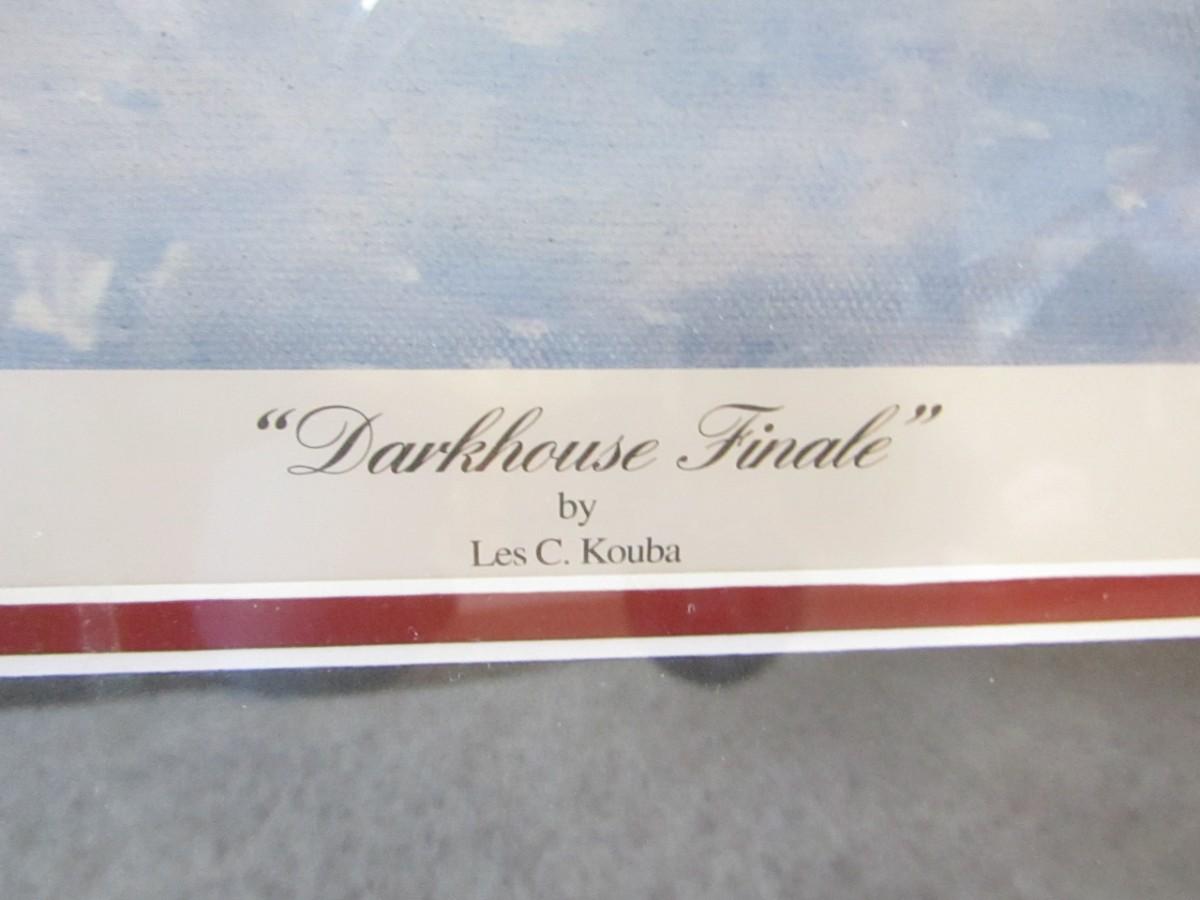 “Darkhouse Finale”
by
Les C. Kouba